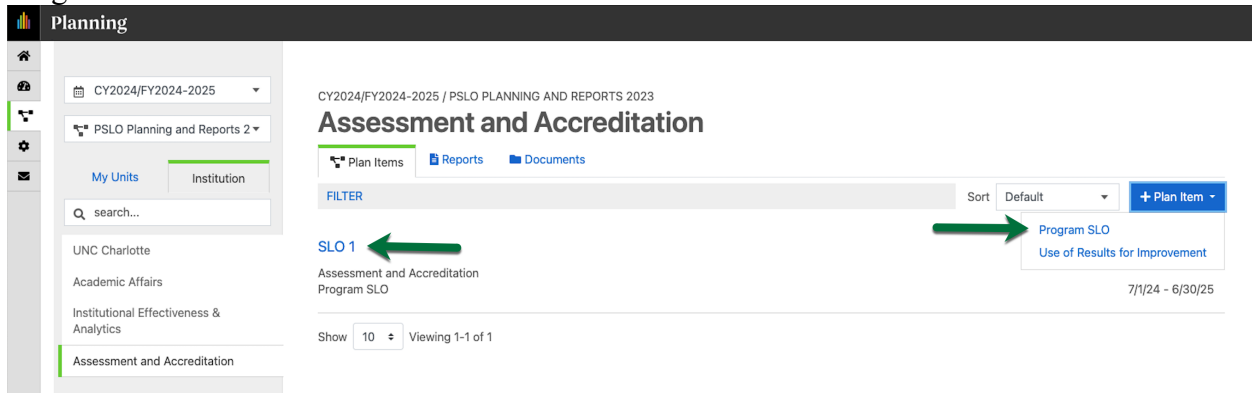 Planning
CY2024/FY2024-2025
PSLO Planning and Reports 2
My Units
Institution
search...
UNC Charlotte
Academic Affairs
Institutional Effectiveness &
Analytics
Assessment and Accreditation
CY2024/FY2024-2025 / PSLO PLANNING AND REPORTS 2023
Assessment and Accreditation
Plan Items
Reports
Documents
FILTER
Sort
Default
+ Plan Item
Program SLO
Use of Results for Improvement
SLO 1
Assessment and Accreditation
Program SLO
7/1/24 - 6/30/25
Show 10 Viewing 1-1 of 1